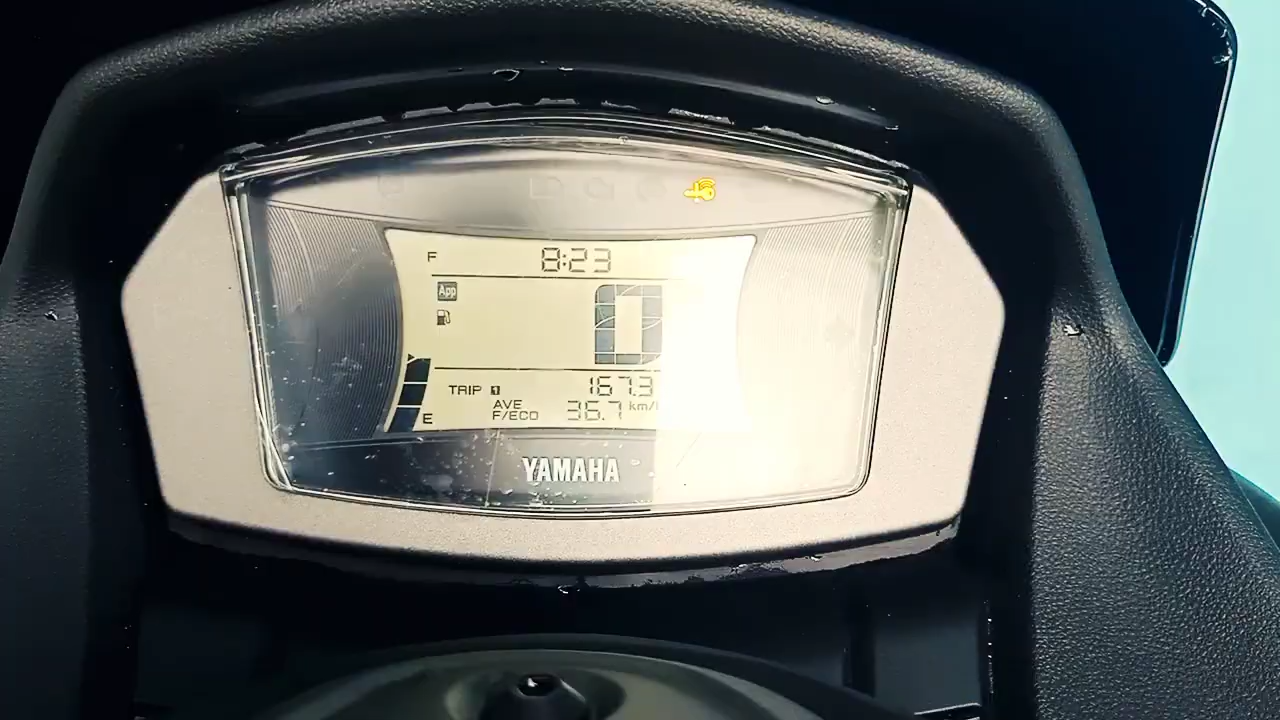 F 8:23
App
0
TRIP 1 167.3
AVE
F/ECO 36.7 km/
E
YAMAHA